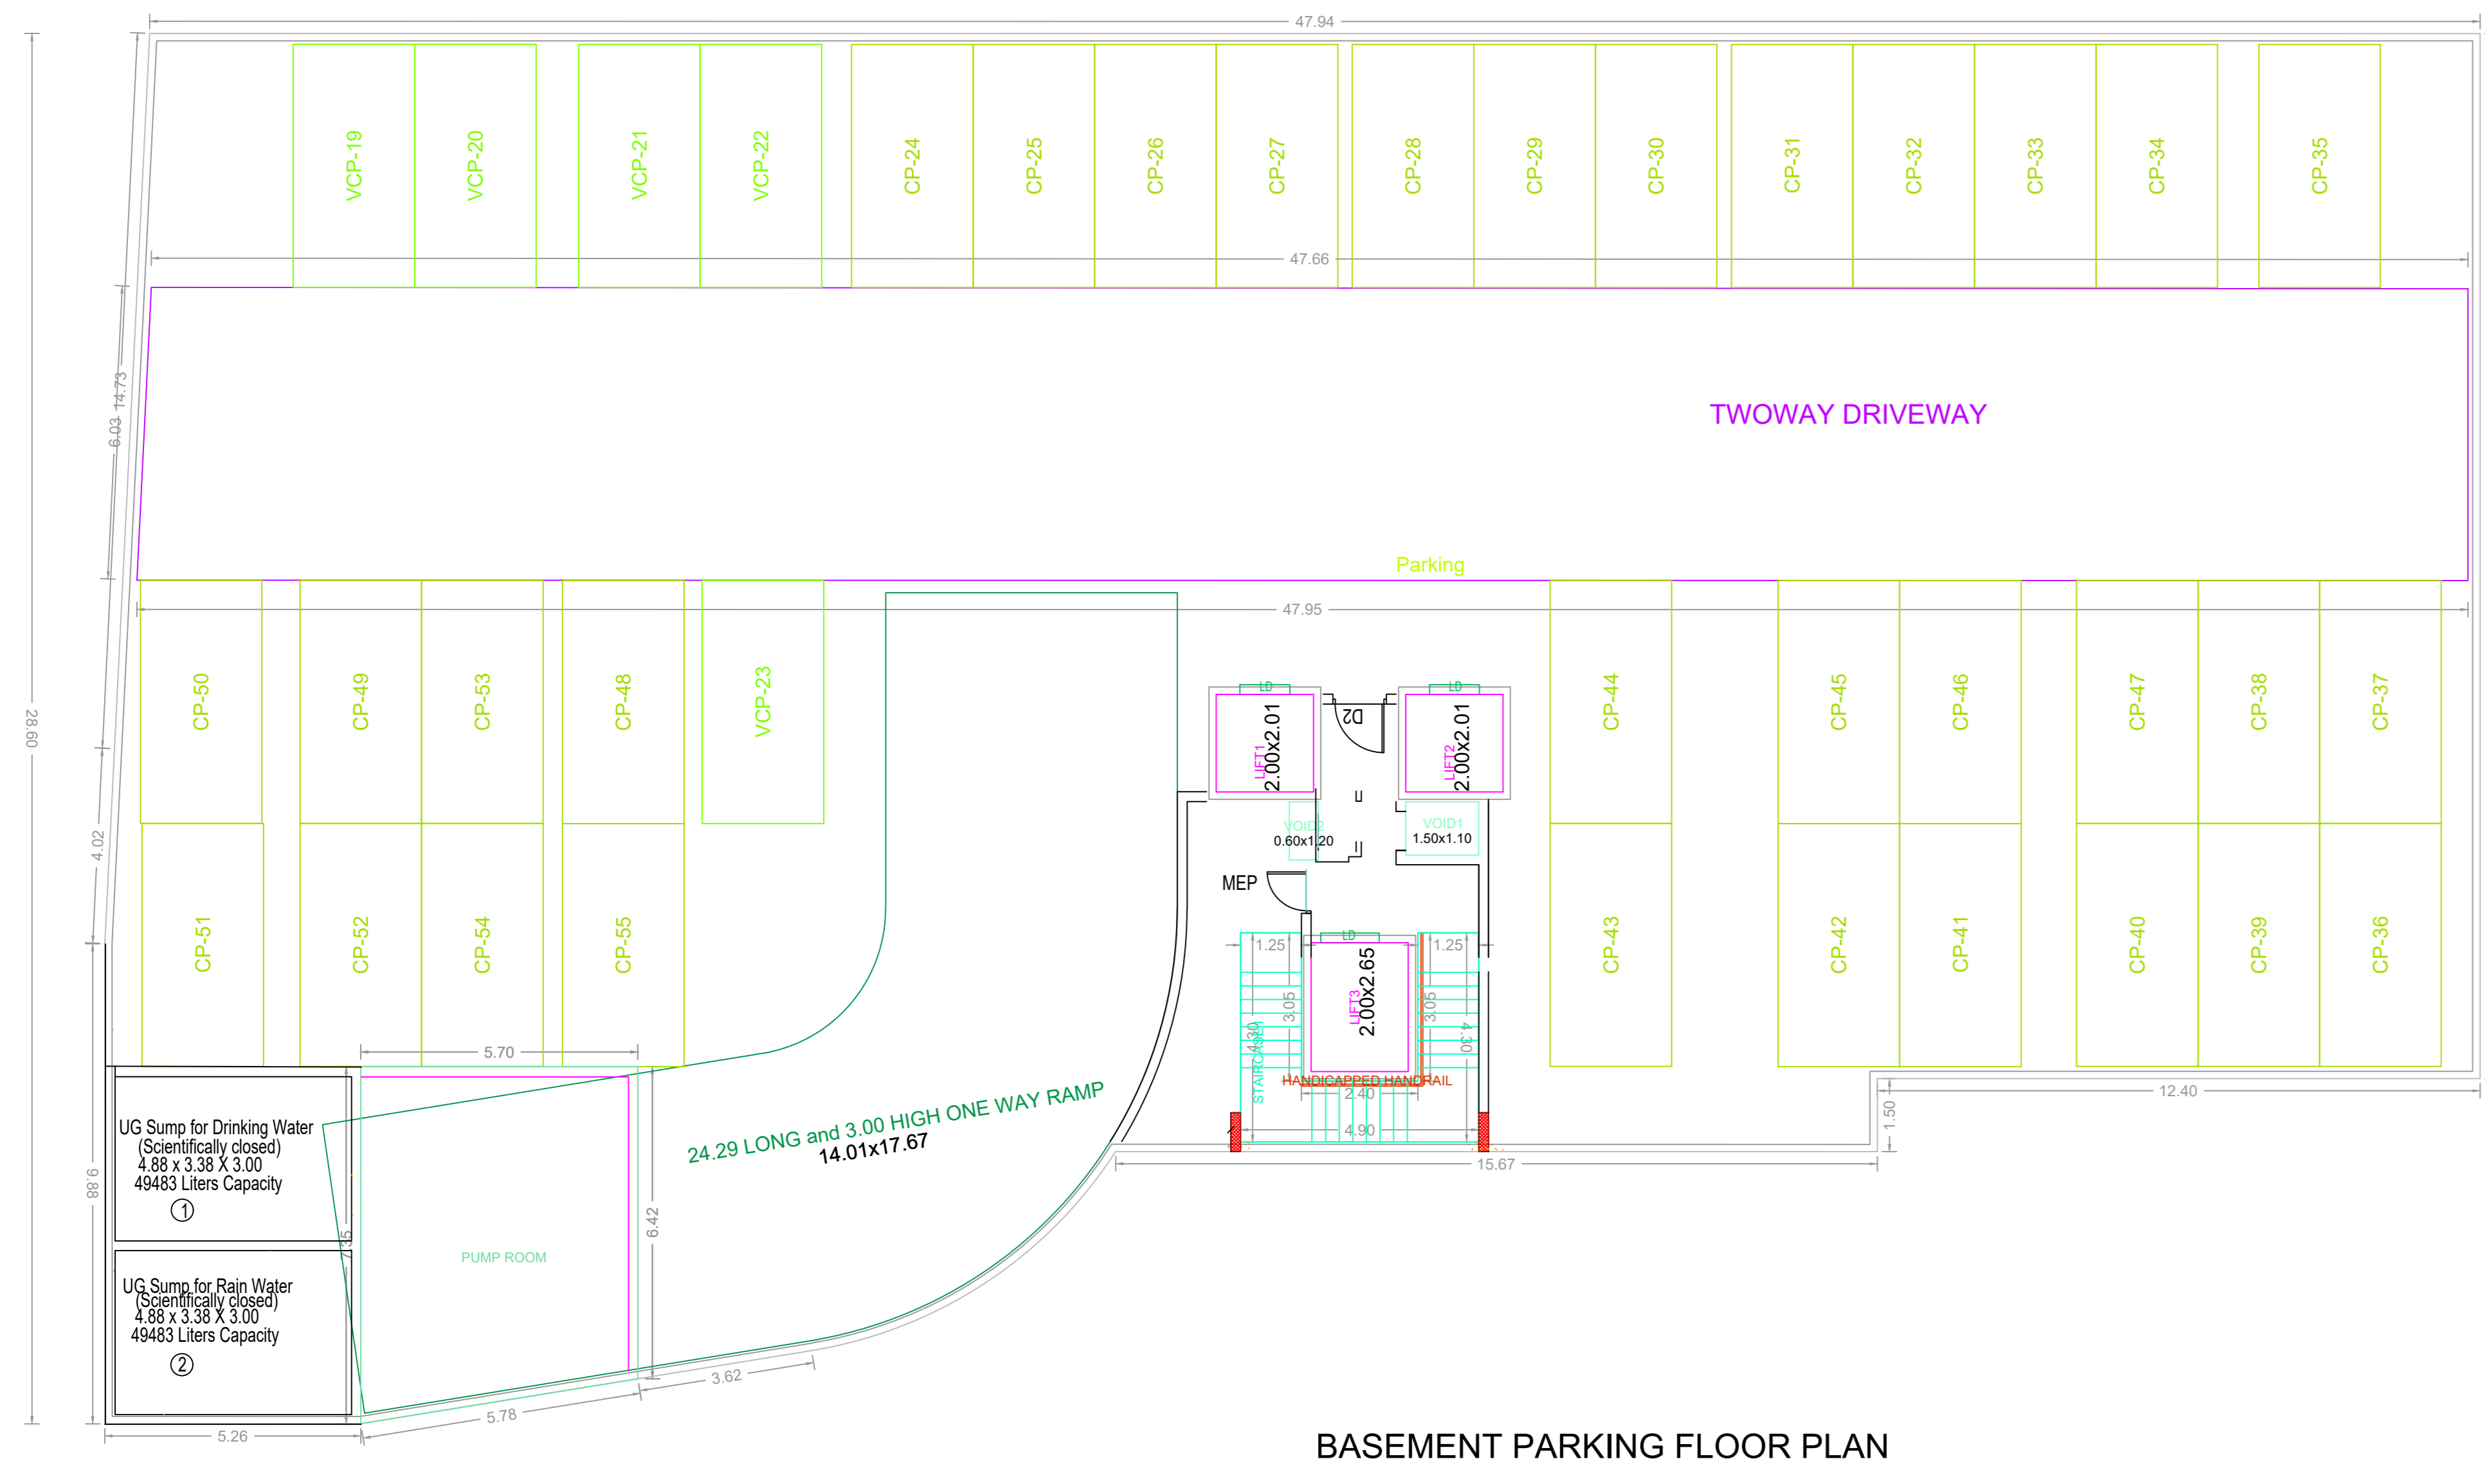 47.94
VCP-19
VCP-20
VCP-21
VCP-22
CP-24
CP-25
CP-26
CP-27
CP-28
CP-29
CP-30
CP-31
CP-32
CP-33
CP-34
CP-35
47.66
14.73
6.03
TWOWAY DRIVEWAY
Parking
47.95
28.60
4.02
CP-50
CP-49
CP-53
CP-48
VCP-23
LD
LIFT1
2.00x2.01
D2
LD
LIFT2
2.00x2.01
CP-44
CP-45
CP-46
CP-47
CP-38
CP-37
VOID2
0.60x1.20
VOID1
1.50x1.10
MEP
CP-51
CP-52
CP-54
CP-55
1.25
LD
1.25
3.05
4.30
LIFT3
2.00x2.65
3.05
4.30
STAIRCASE1
HANDICAPPED HANDRAIL
2.40
4.90
CP-43
CP-42
CP-41
CP-40
CP-39
CP-36
15.67
1.50
12.40
9.88
5.70
UG Sump for Drinking Water
(Scientifically closed)
4.88 x 3.38 X 3.00
49483 Liters Capacity
1
7.35
6.42
24.29 LONG and 3.00 HIGH ONE WAY RAMP
14.01x17.67
PUMP ROOM
UG Sump for Rain Water
(Scientifically closed)
4.88 x 3.38 X 3.00
49483 Liters Capacity
2
3.62
5.78
5.26
BASEMENT PARKING FLOOR PLAN